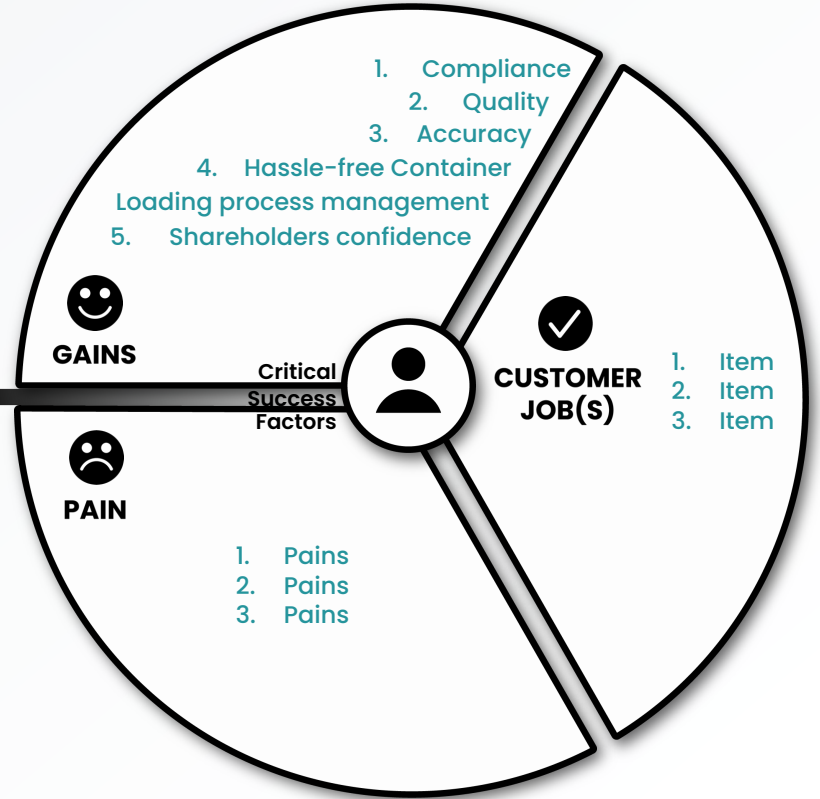 1. Compliance
2. Quality
3. Accuracy
4. Hassle-free Container
Loading process management
5. Shareholders confidence
GAINS
Critical
Success
Factors
CUSTOMER
JOB(S)
1. Item
2. Item
3. Item
PAIN
1. Pains
2. Pains
3. Pains